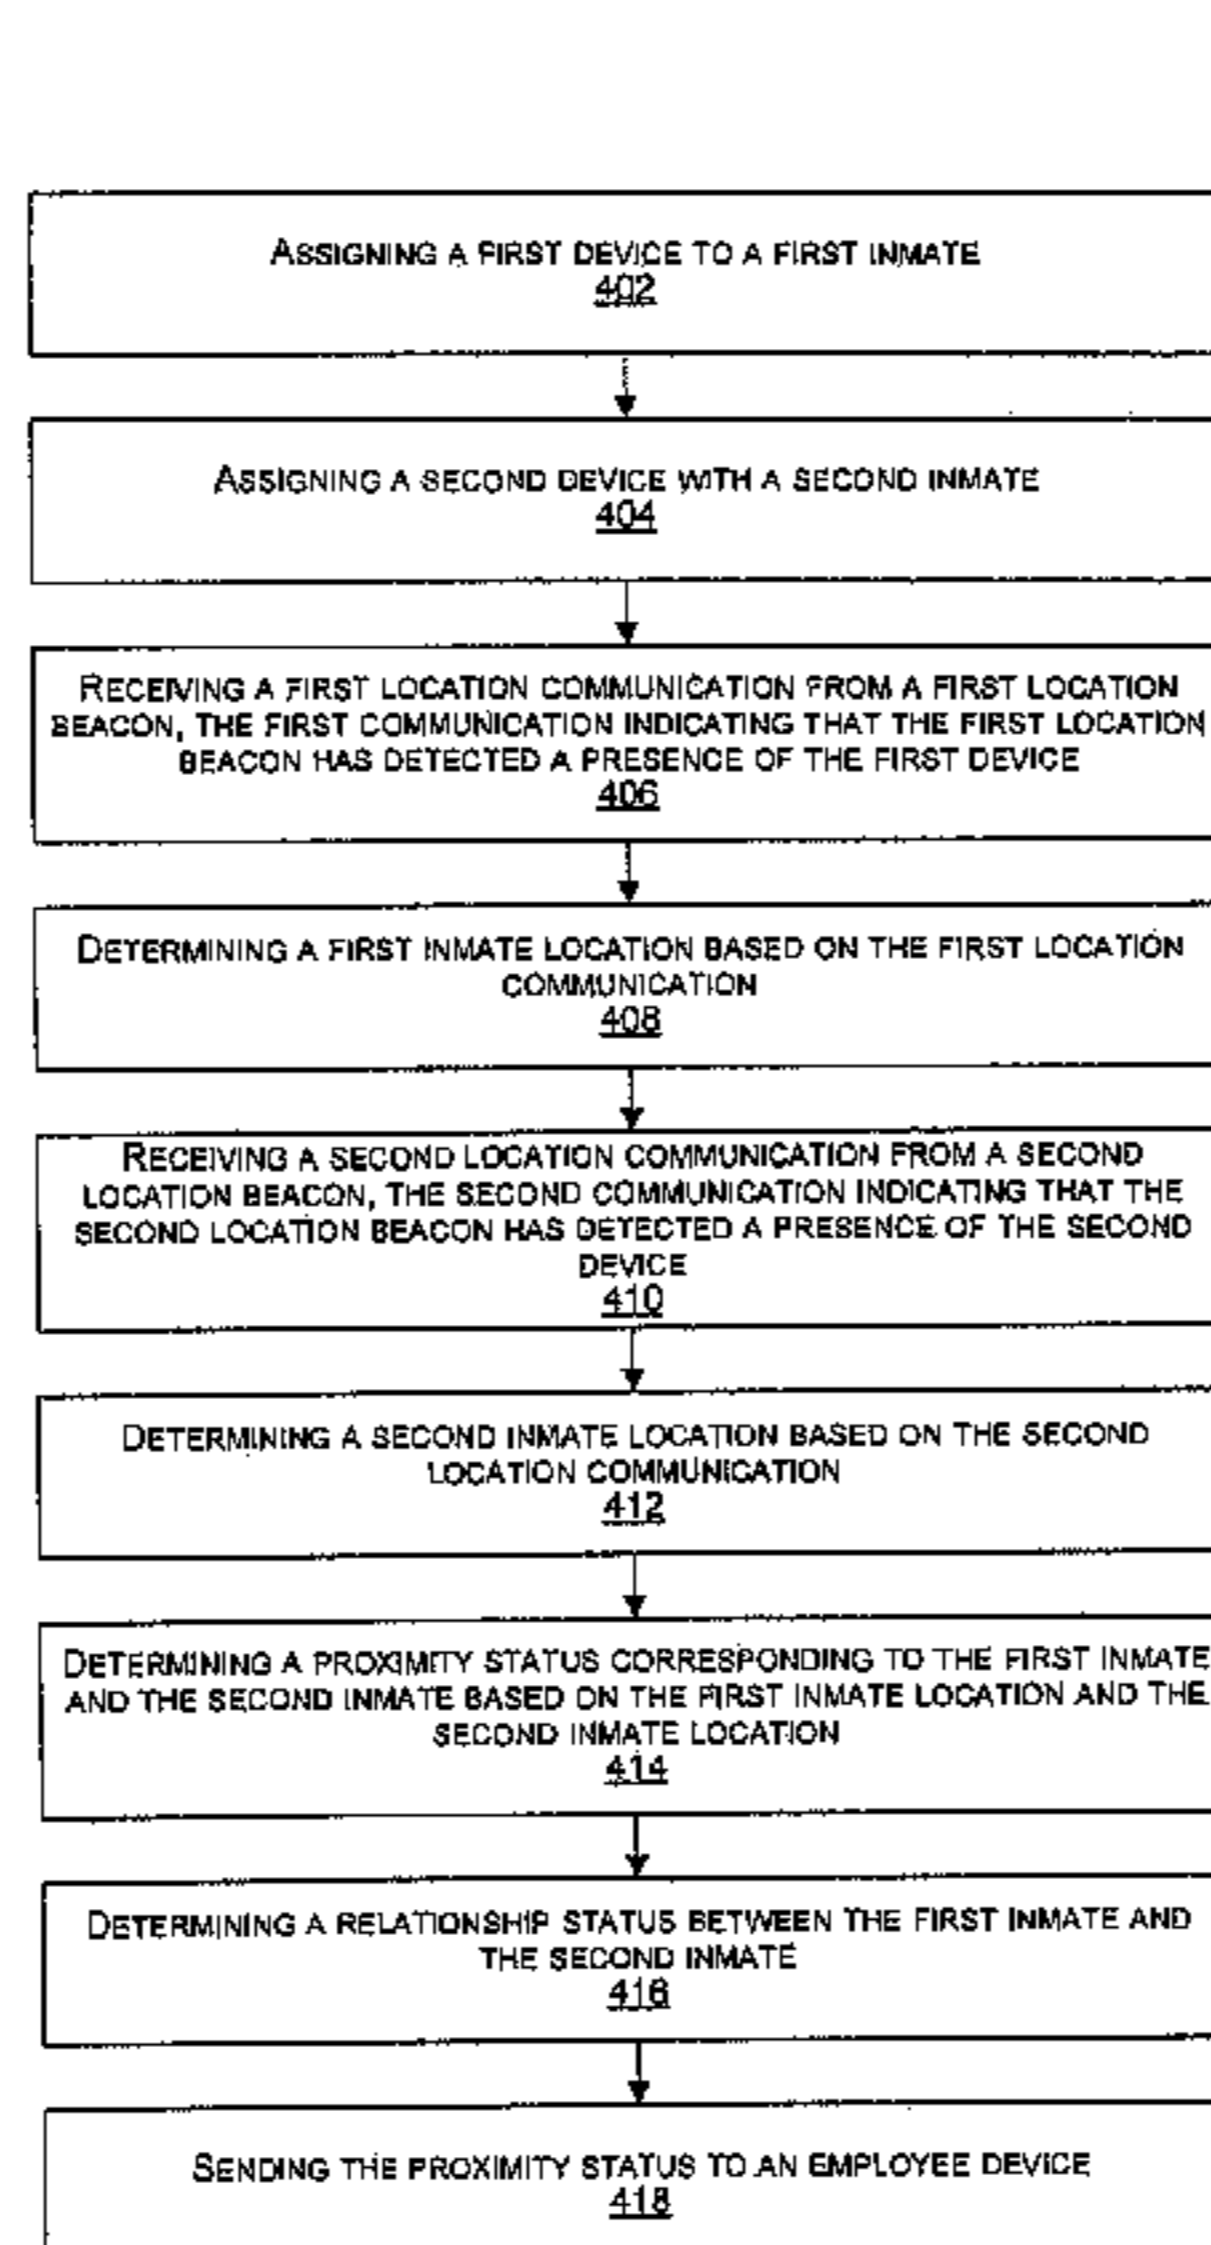 ASSIGNING A FIRST DEVICE TO A FIRST INMATE
402
ASSIGNING A SECOND DEVICE WITH A SECOND INMATE
404
RECEIVING A FIRST LOCATION COMMUNICATION FROM A FIRST LOCATION
BEACON, THE FIRST COMMUNICATION INDICATING THAT THE FIRST LOCATION
BEACON HAS DETECTED A PRESENCE OF THE FIRST DEVICE
406
DETERMINING A FIRST INMATE LOCATION BASED ON THE FIRST LOCATION
COMMUNICATION
408
RECEIVING A SECOND LOCATION COMMUNICATION FROM A SECOND
LOCATION BEACON, THE SECOND COMMUNICATION INDICATING THAT THE
SECOND LOCATION BEACON HAS DETECTED A PRESENCE OF THE SECOND
DEVICE
410
DETERMINING A SECOND INMATE LOCATION BASED ON THE SECOND
LOCATION COMMUNICATION
412
DETERMINING A PROXIMITY STATUS CORRESPONDING TO THE FIRST INMATE
AND THE SECOND INMATE BASED ON THE FIRST INMATE LOCATION AND THE
SECOND INMATE LOCATION
414
DETERMINING A RELATIONSHIP STATUS BETWEEN THE FIRST INMATE AND
THE SECOND INMATE
416
SENDING THE PROXIMITY STATUS TO AN EMPLOYEE DEVICE
418